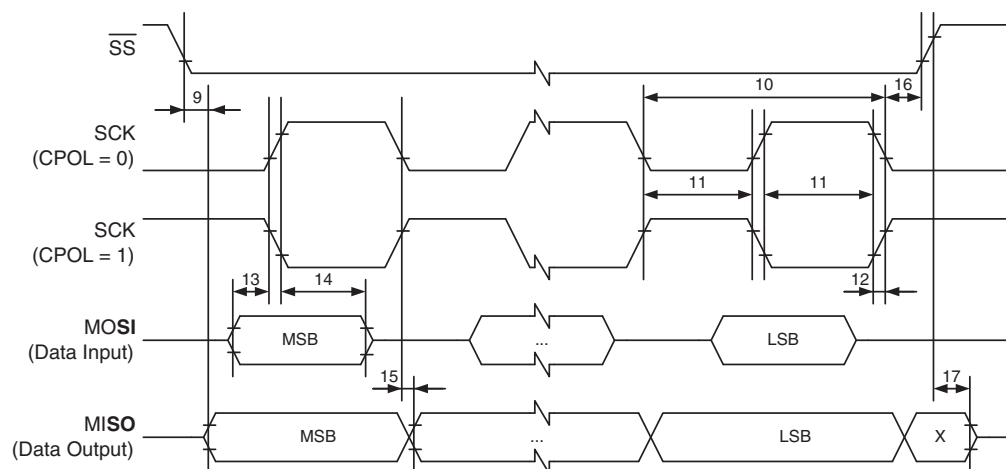 SS
10
16
9
SCK
(CPOL = 0)
11
11
SCK
(CPOL = 1)
13
14
12
MOSI
(Data Input)
MSB
...
LSB
15
17
MISO
(Data Output)
MSB
...
LSB
X